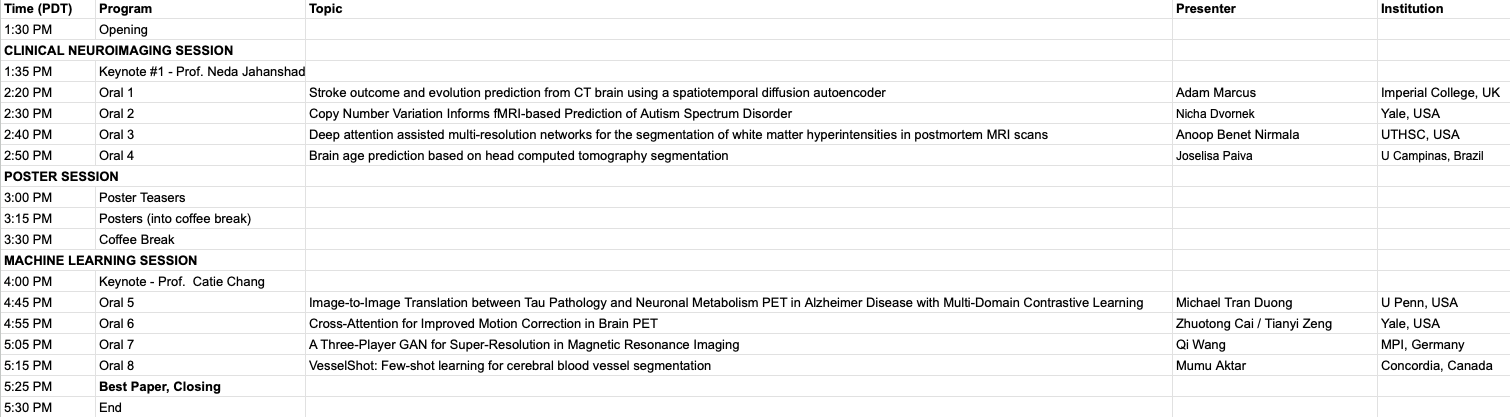 Time (PDT) Program Topic Presenter Institution
1:30 PM Opening
CLINICAL NEUROIMAGING SESSION
1:35 PM Keynote #1 - Prof. Neda Jahanshad
2:20 PM Oral 1 Stroke outcome and evolution prediction from CT brain using a spatiotemporal diffusion autoencoder Adam Marcus Imperial College, UK
2:30 PM Oral 2 Copy Number Variation Informs fMRI-based Prediction of Autism Spectrum Disorder Nicha Dvornek Yale, USA
2:40 PM Oral 3 Deep attention assisted multi-resolution networks for the segmentation of white matter hyperintensities in postmortem MRI scans Anoop Benet Nirmala UTHSC, USA
2:50 PM Oral 4 Brain age prediction based on head computed tomography segmentation Joselisa Paiva U Campinas, Brazil
POSTER SESSION
3:00 PM Poster Teasers
3:15 PM Posters (into coffee break)
3:30 PM Coffee Break
MACHINE LEARNING SESSION
4:00 PM Keynote - Prof. Catie Chang
4:45 PM Oral 5 Image-to-Image Translation between Tau Pathology and Neuronal Metabolism PET in Alzheimer Disease with Multi-Domain Contrastive Learning Michael Tran Duong U Penn, USA
4:55 PM Oral 6 Cross-Attention for Improved Motion Correction in Brain PET Zhuotong Cai / Tianyi Zeng Yale, USA
5:05 PM Oral 7 A Three-Player GAN for Super-Resolution in Magnetic Resonance Imaging Qi Wang MPI, Germany
5:15 PM Oral 8 VesselShot: Few-shot learning for cerebral blood vessel segmentation Mumu Aktar Concordia, Canada
5:25 PM Best Paper, Closing
5:30 PM End